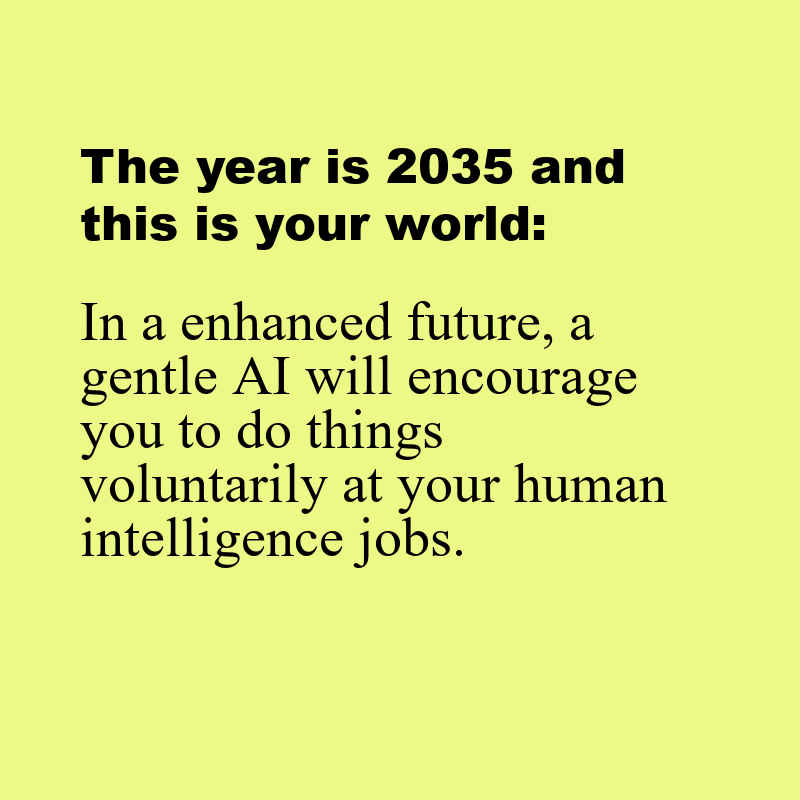 The year is 2035 and
this is your world:
In a enhanced future, a
gentle AI will encourage
you to do things
voluntarily at your human
intelligence jobs.